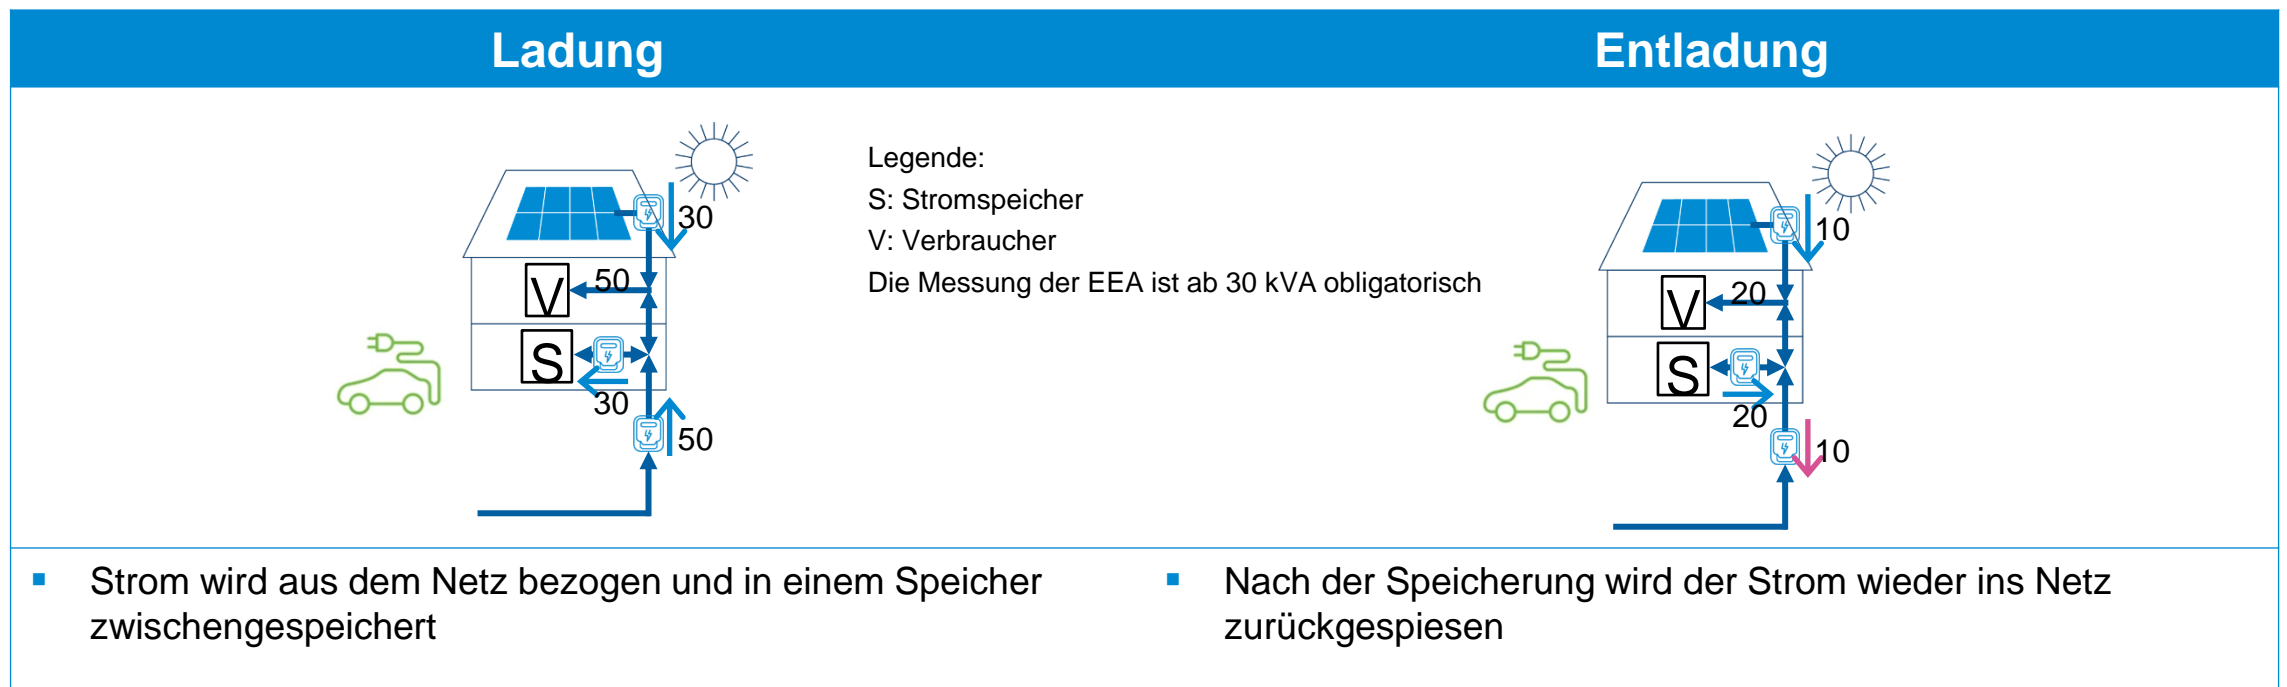 Ladung
Entladung
30
50
V
S
30
50
Legende:
S: Stromspeicher
V: Verbraucher
Die Messung der EEA ist ab 30 kVA obligatorisch
10
20
V
S
20
10
▪ Strom wird aus dem Netz bezogen und in einem Speicher
zwischengespeichert
▪ Nach der Speicherung wird der Strom wieder ins Netz
zurückgespiesen